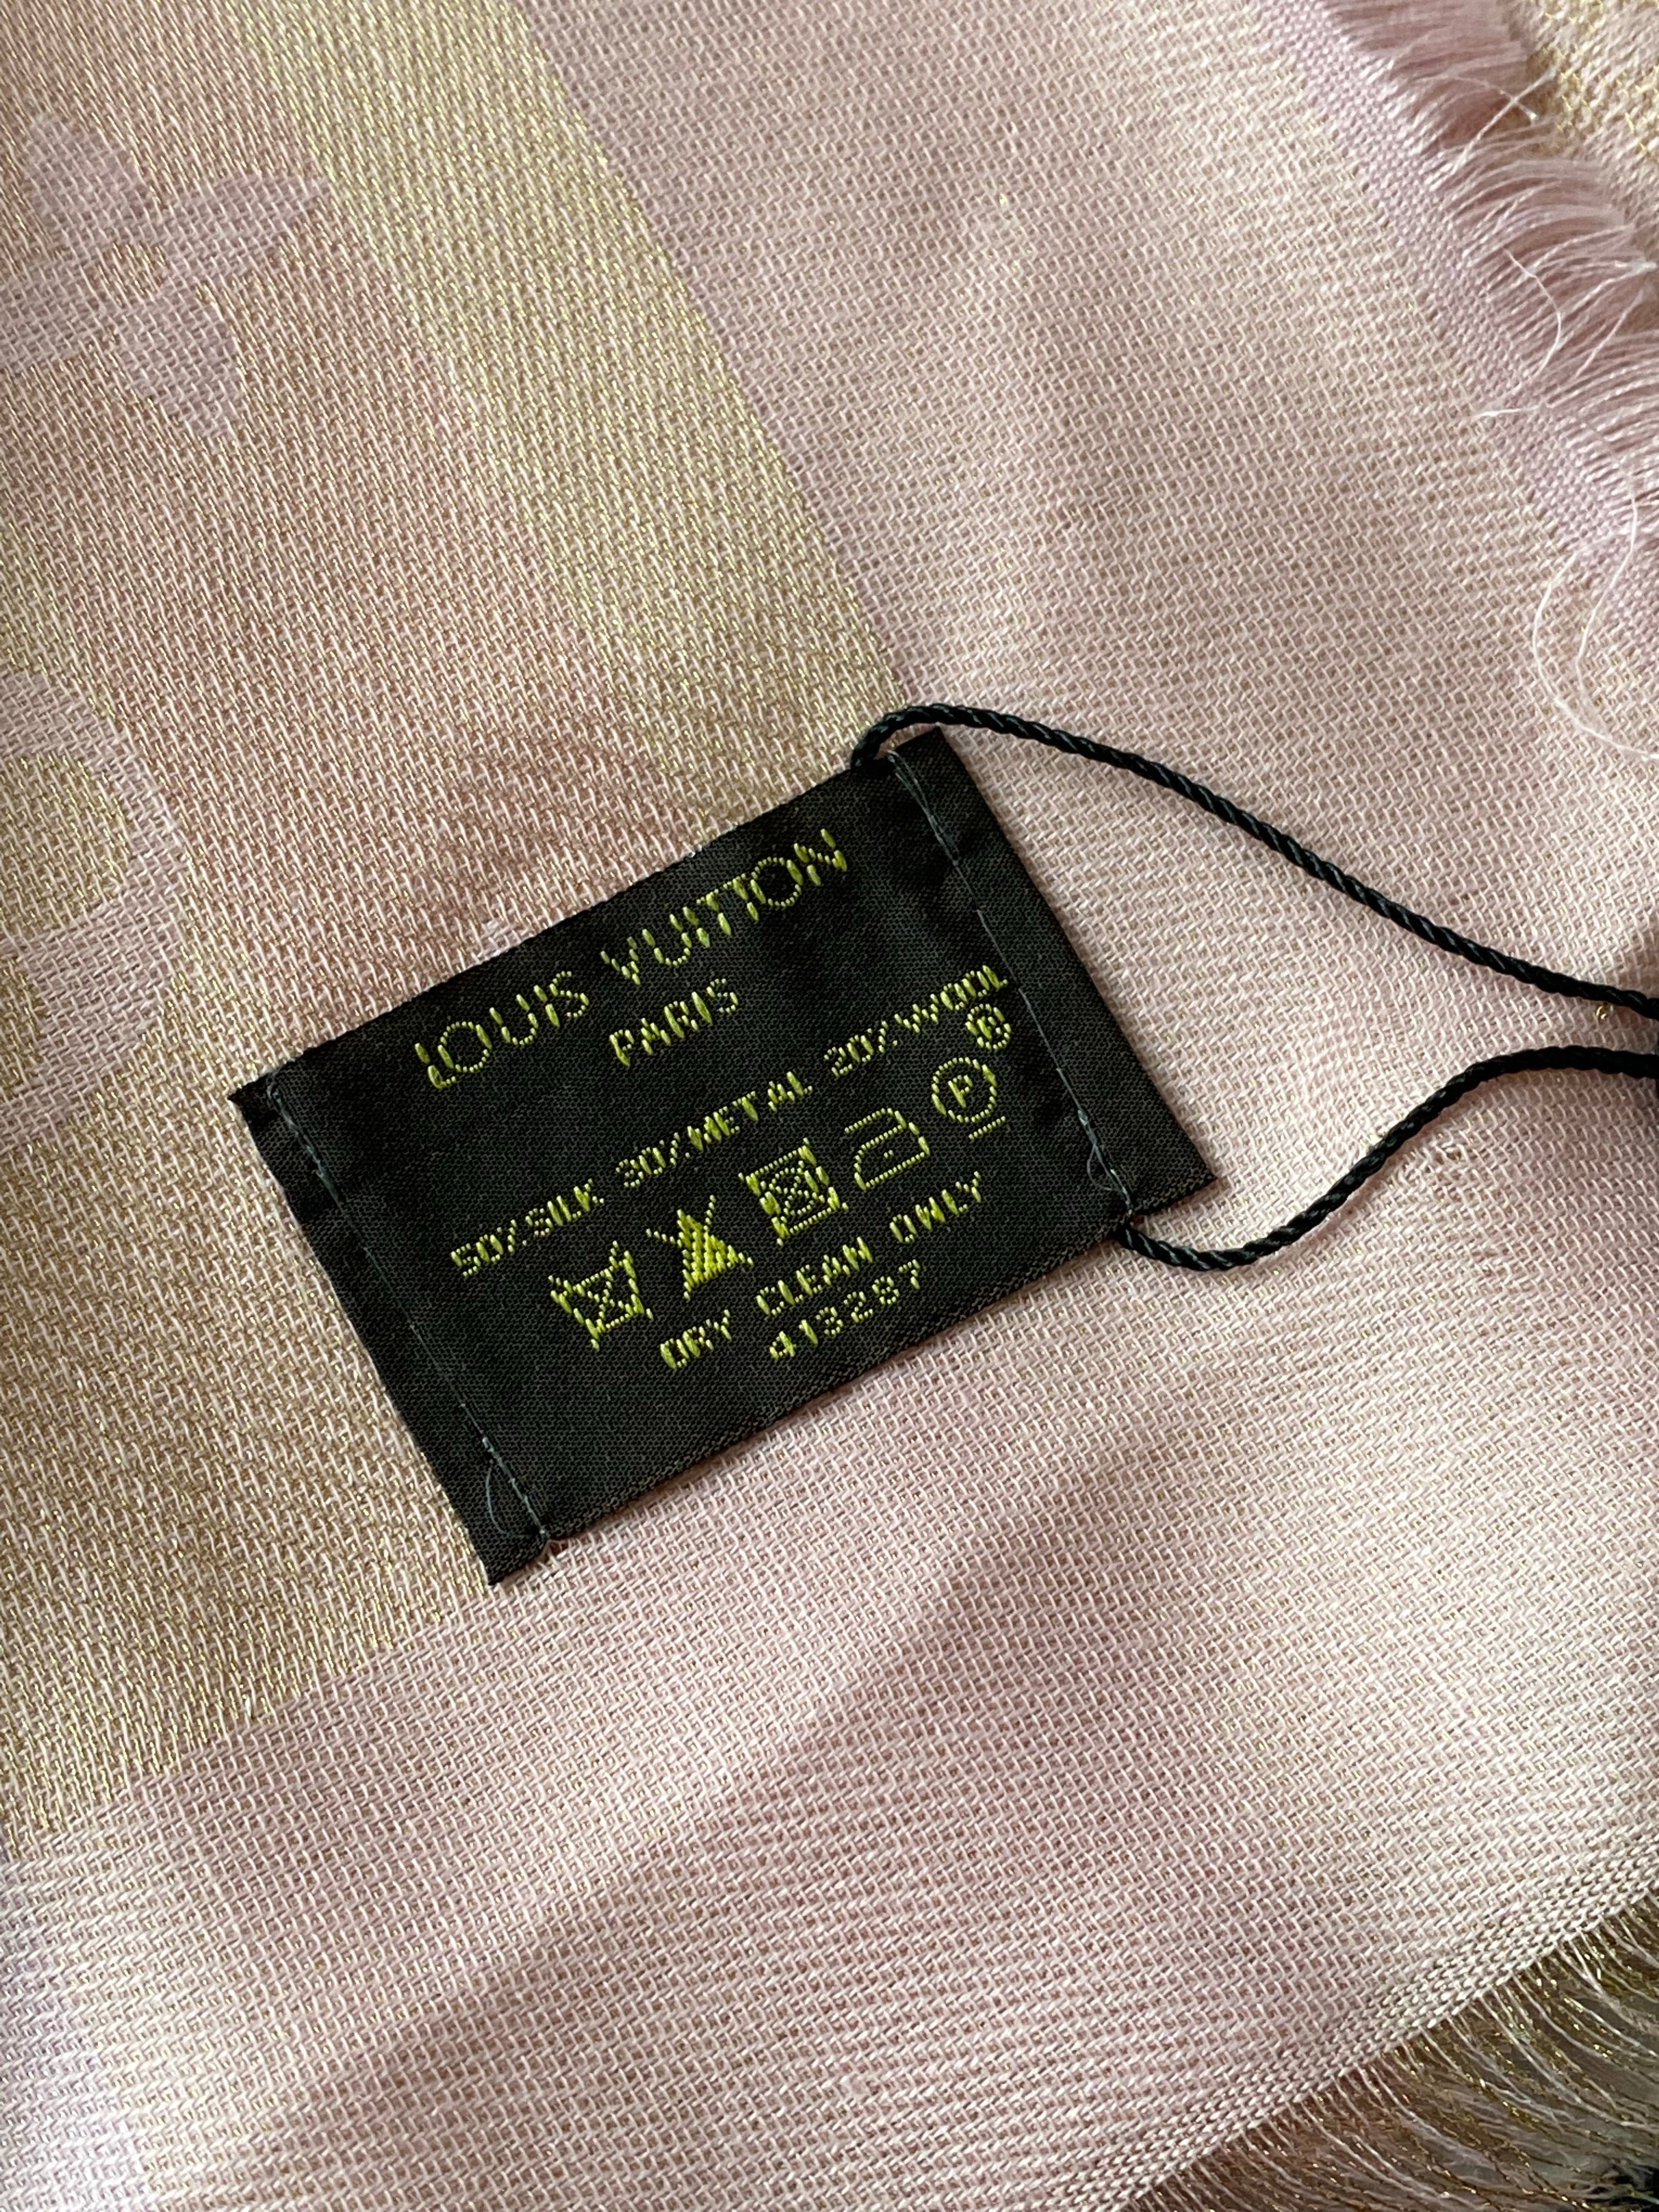 LOUIS VUITTON
PARIS
50% SILK 30% METAL 20% WOOL
®
P
DRY CLEAN ONLY
413287